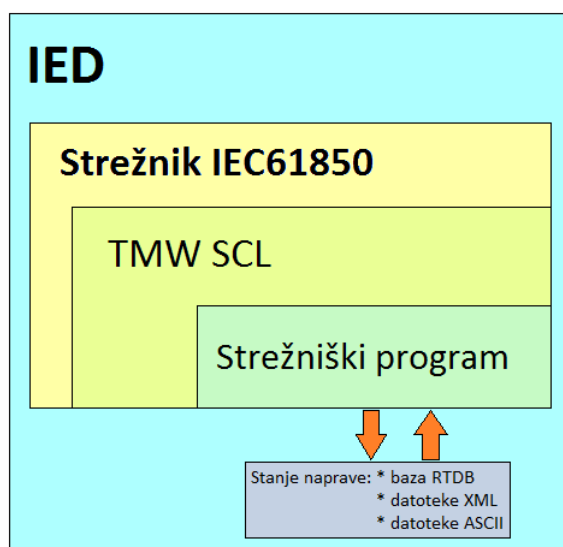 IED
Strežnik IEC61850
TMW SCL
Strežniški program
Stanje naprave: * baza RTDB
* datoteke XML
* datoteke ASCII